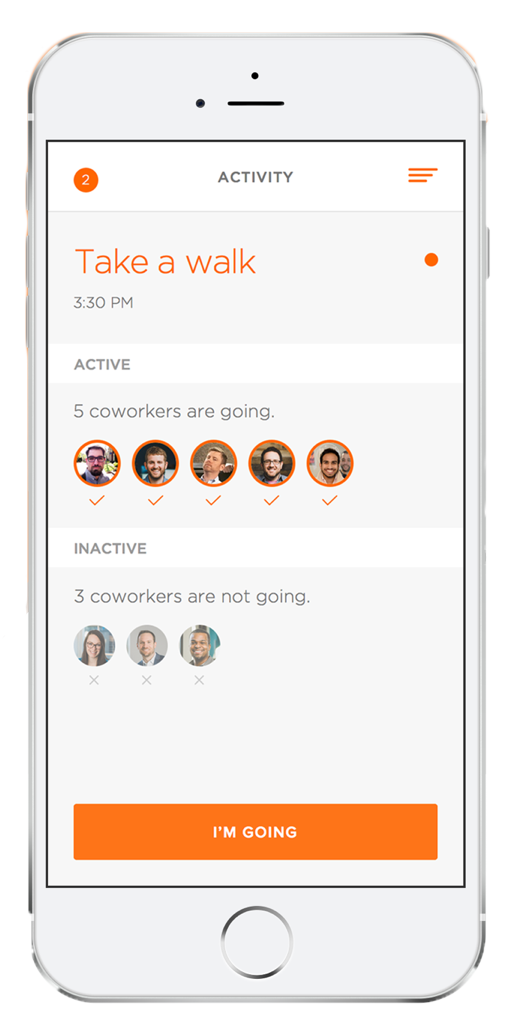 2
ACTIVITY
Take a walk
3:30 PM
ACTIVE
5 coworkers are going.
INACTIVE
3 coworkers are not going.
I'M GOING